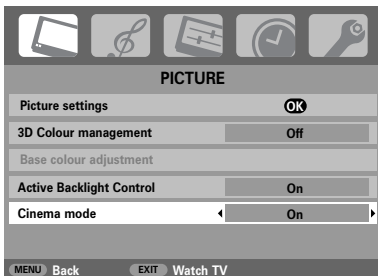 PICTURE
Picture settings OK
3D Colour management Off
Base colour adjustment
Active Backlight Control On
Cinema mode On
MENU Back EXIT Watch TV